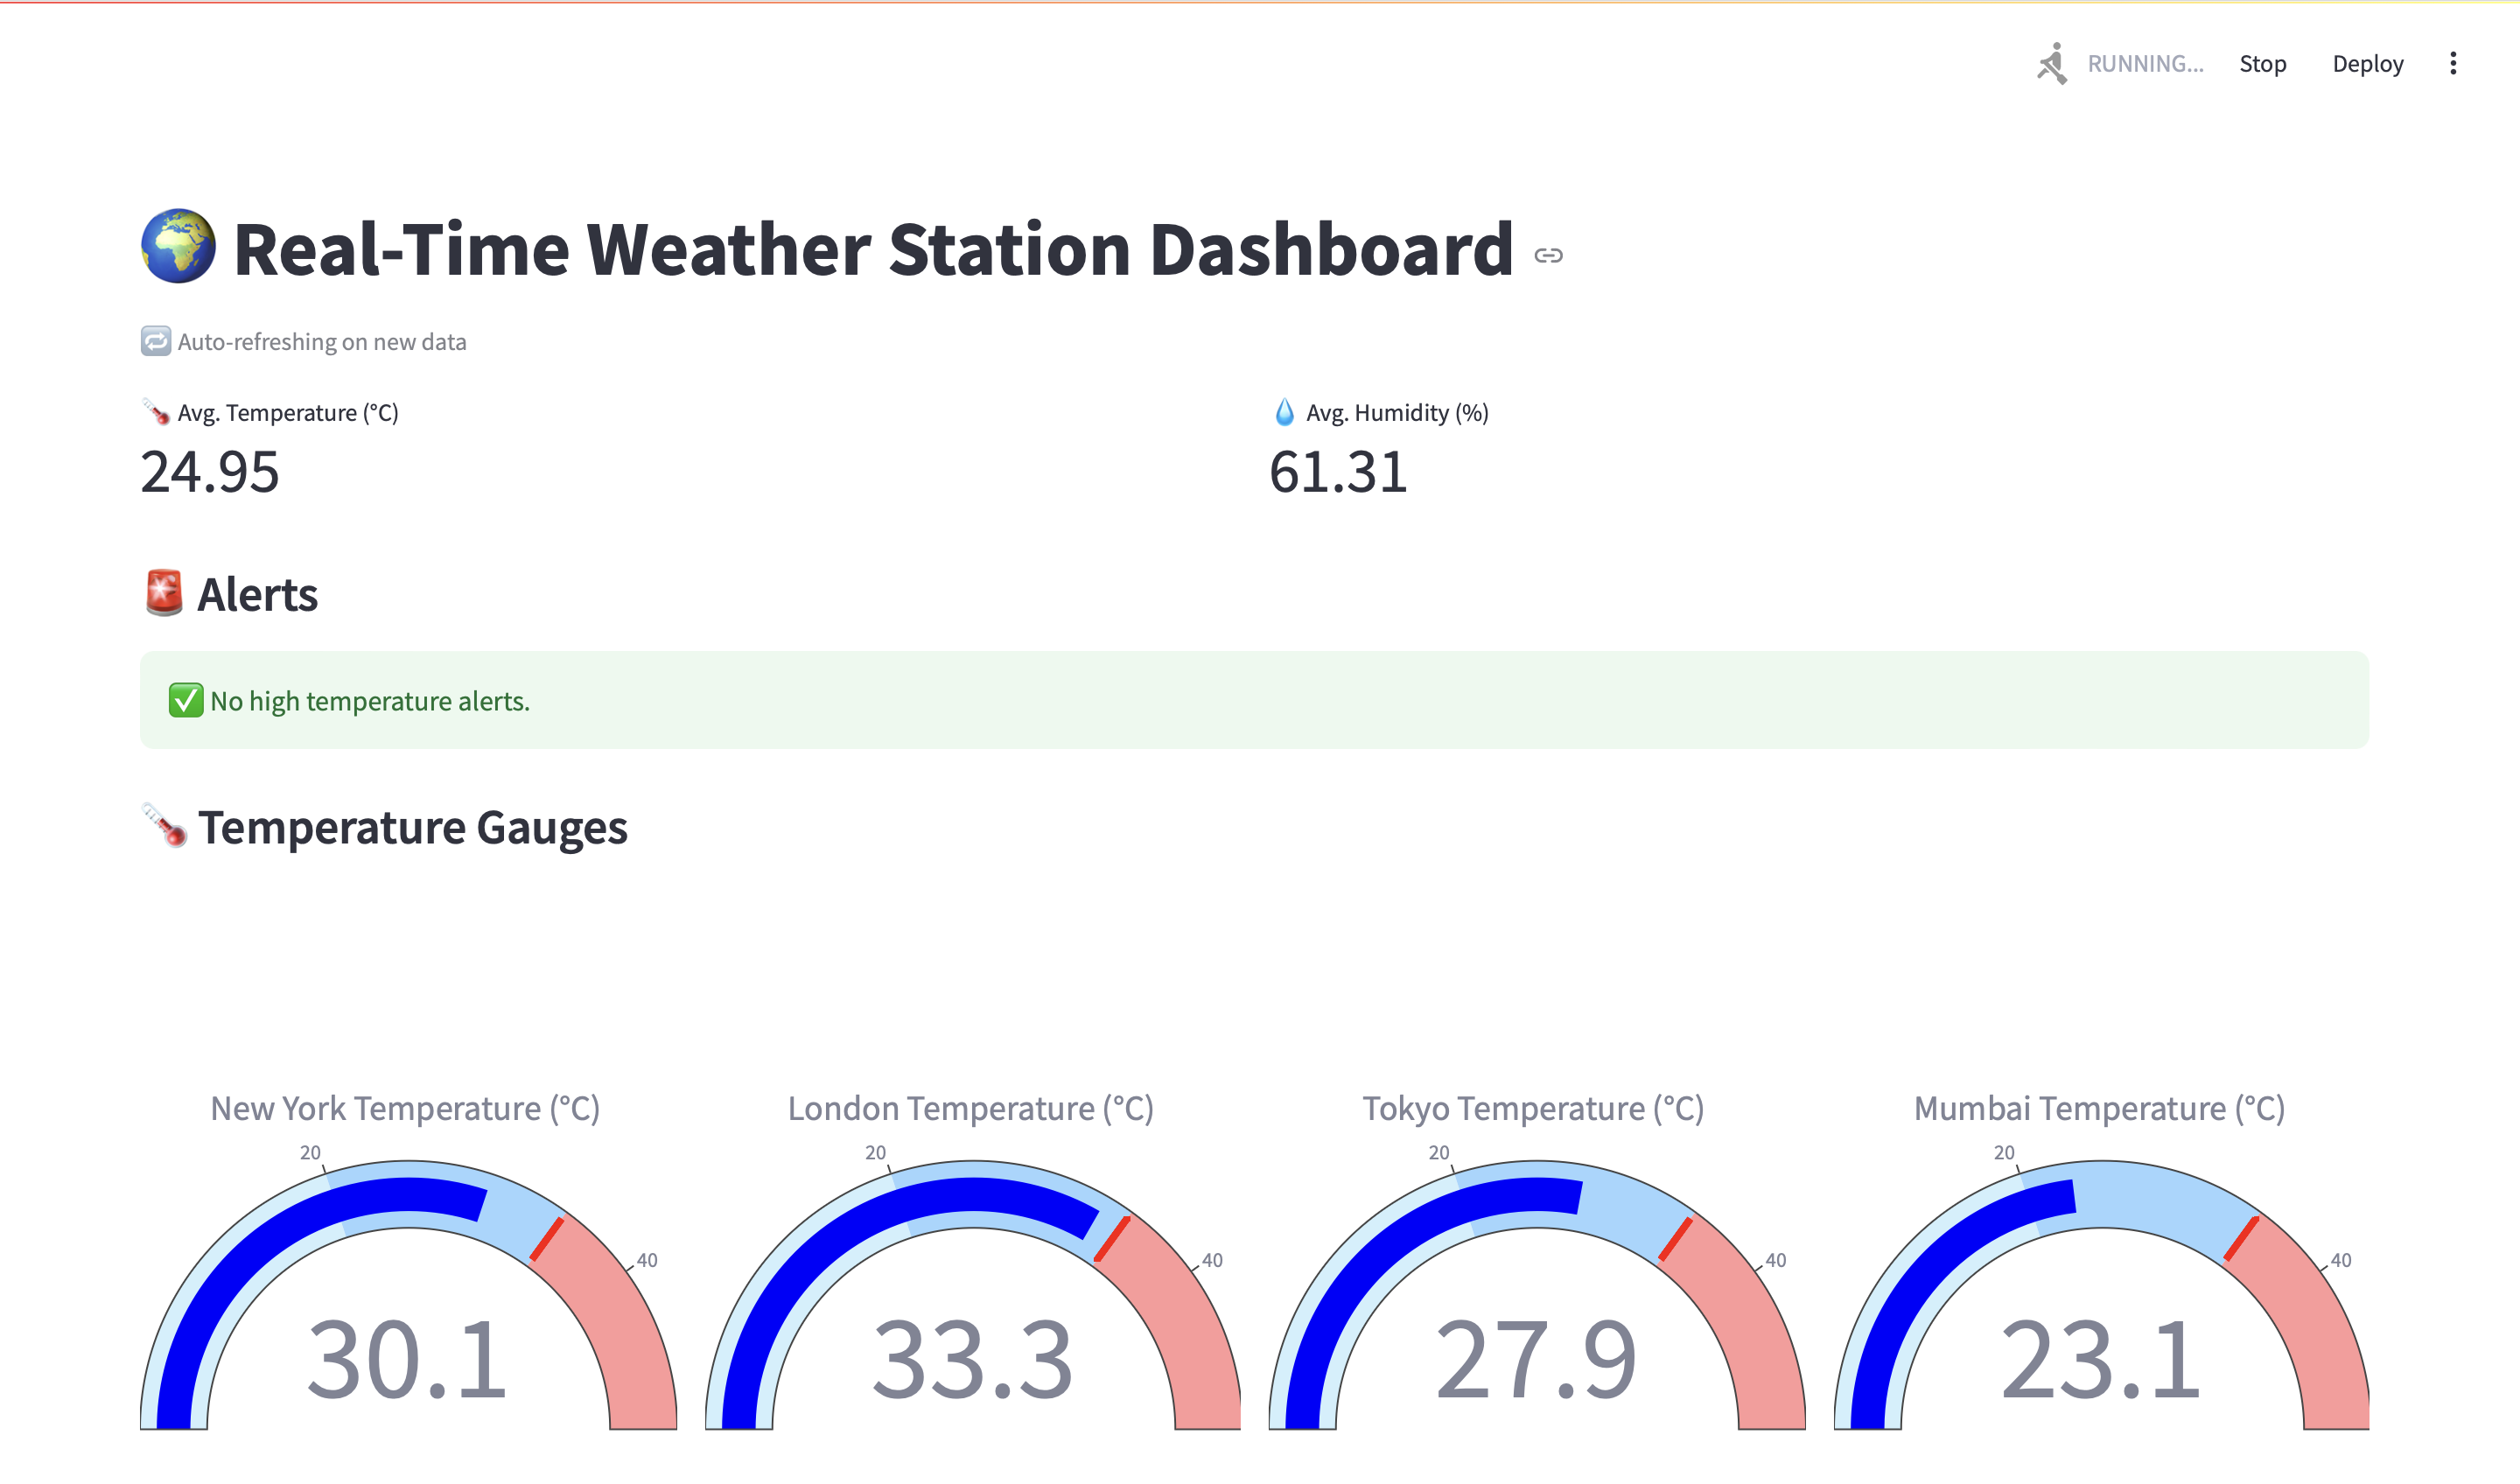 RUNNING... Stop Deploy
Real-Time Weather Station Dashboard
Auto-refreshing on new data
Avg. Temperature (°C)
24.95
Avg. Humidity (%)
61.31
Alerts
No high temperature alerts.
Temperature Gauges
New York Temperature (°C)
20
40
30.1
London Temperature (°C)
20
40
33.3
Tokyo Temperature (°C)
20
40
27.9
Mumbai Temperature (°C)
20
40
23.1